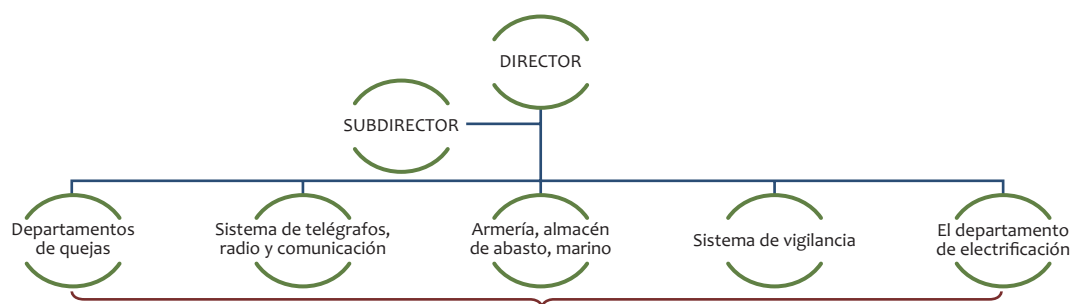 DIRECTOR
SUBDIRECTOR
Departamentos
de quejas
Sistema de telégrafos,
radio y comunicación
Armería, almacén
de abasto, marino
Sistema de vigilancia
El departamento
de electrificación